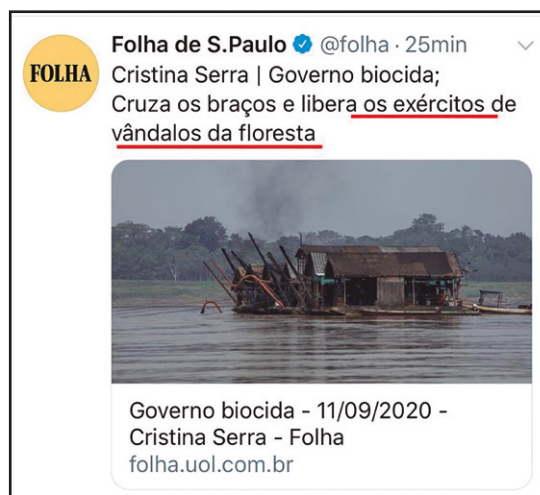 FOLHA
Folha de S.Paulo @folha · 25min
Cristina Serra | Governo biocida;
Cruza os braços e libera os exércitos de
vândalos da floresta
Governo biocida - 11/09/2020 -
Cristina Serra - Folha
folha.uol.com.br